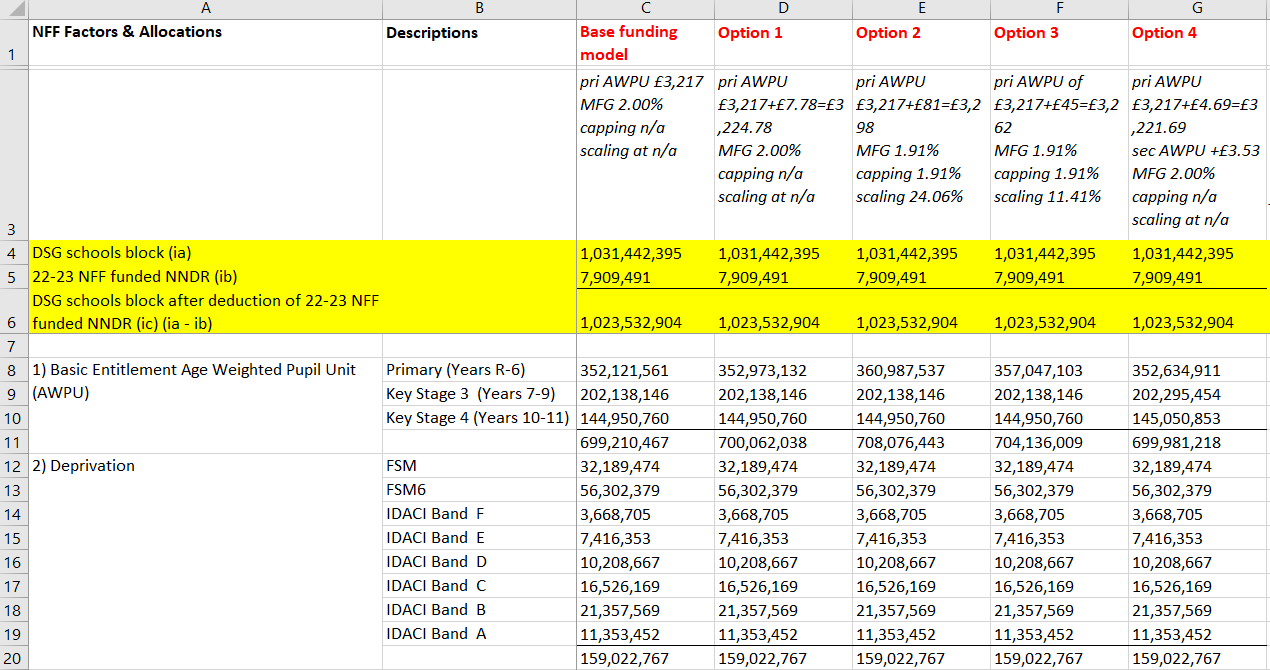 A B C D E F G
1 NFF Factors & Allocations Descriptions Base funding model Option 1 Option 2 Option 3 Option 4
3 pri AWPU £3,217 MFG 2.00% capping n/a scaling at n/a pri AWPU £3,217+£7.78=£3,224.78 MFG 2.00% capping n/a scaling at n/a pri AWPU £3,217+£81=£3,298 MFG 1.91% capping 1.91% scaling 24.06% pri AWPU of £3,217+£45=£3,262 MFG 1.91% capping 1.91% scaling 11.41% pri AWPU £3,217+£4.69=£3,221.69 sec AWPU +£3.53 MFG 2.00% capping n/a scaling at n/a
4 DSG schools block (ia) 1,031,442,395 1,031,442,395 1,031,442,395 1,031,442,395 1,031,442,395
5 22-23 NFF funded NNDR (ib) 7,909,491 7,909,491 7,909,491 7,909,491 7,909,491
6 DSG schools block after deduction of 22-23 NFF funded NNDR (ic) (ia - ib) 1,023,532,904 1,023,532,904 1,023,532,904 1,023,532,904 1,023,532,904
7
8 1) Basic Entitlement Age Weighted Pupil Unit (AWPU) Primary (Years R-6) 352,121,561 352,973,132 360,987,537 357,047,103 352,634,911
9 Key Stage 3 (Years 7-9) 202,138,146 202,138,146 202,138,146 202,138,146 202,295,454
10 Key Stage 4 (Years 10-11) 144,950,760 144,950,760 144,950,760 144,950,760 145,050,853
11 699,210,467 700,062,038 708,076,443 704,136,009 699,981,218
12 2) Deprivation FSM 32,189,474 32,189,474 32,189,474 32,189,474 32,189,474
13 FSM6 56,302,379 56,302,379 56,302,379 56,302,379 56,302,379
14 IDACI Band F 3,668,705 3,668,705 3,668,705 3,668,705 3,668,705
15 IDACI Band E 7,416,353 7,416,353 7,416,353 7,416,353 7,416,353
16 IDACI Band D 10,208,667 10,208,667 10,208,667 10,208,667 10,208,667
17 IDACI Band C 16,526,169 16,526,169 16,526,169 16,526,169 16,526,169
18 IDACI Band B 21,357,569 21,357,569 21,357,569 21,357,569 21,357,569
19 IDACI Band A 11,353,452 11,353,452 11,353,452 11,353,452 11,353,452
20 159,022,767 159,022,767 159,022,767 159,022,767 159,022,767